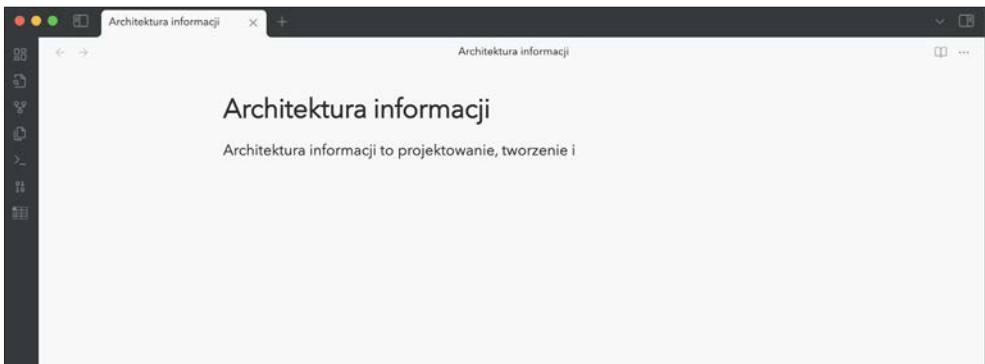 Architektura informacji
Architektura informacji
Architektura informacji
Architektura informacji to projektowanie, tworzenie i